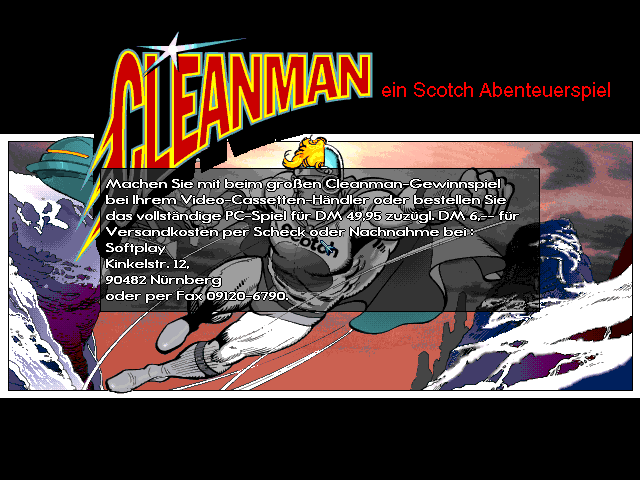 CLEANMAN
ein Scotch Abenteuerspiel
Machen Sie mit beim großen Cleanman-Gewinnspiel
bei Ihrem Video-Cassetten-Händler oder bestellen Sie
das vollständige PC-Spiel für DM 49,95 zuzügl. DM 6,-- für
Versandkosten per Scheck oder Nachnahme bei:
Softplay
Kinkelstr. 12,
90482 Nürnberg
oder per Fax 09120-6790.
Scotch